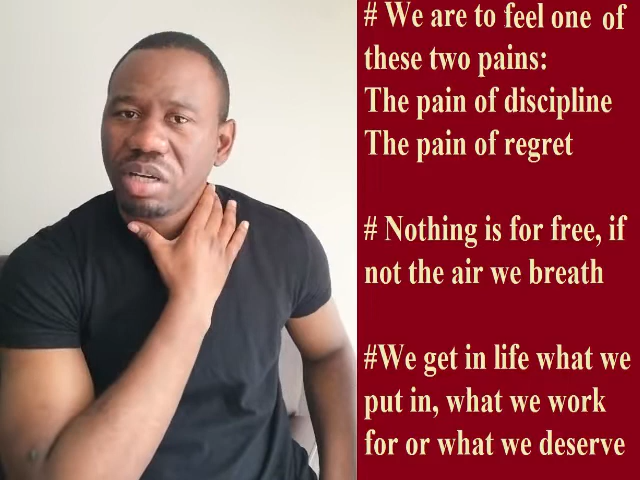 # We are to feel one of
these two pains:
The pain of discipline
The pain of regret
# Nothing is for free, if
not the air we breath
#We get in life what we
put in, what we work
for or what we deserve